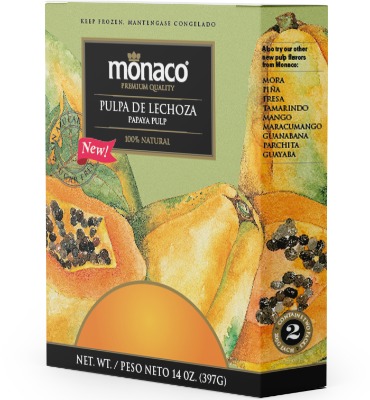 KEEP FROZEN. MANTENGASE CONGELADO
monaco®
PREMIUM QUALITY
PULPA DE LECHOZA
PAPAYA PULP
100% NATURAL
New!
NET. WT. / PESO NETO 14 OZ. (397G)
Also try our other
new pulp flavors
from Monaco:
MORA
PIÑA
FRESA
TAMARINDO
MANGO
MARACUMANGO
GUANABANA
PARCHITA
GUAYABA
2